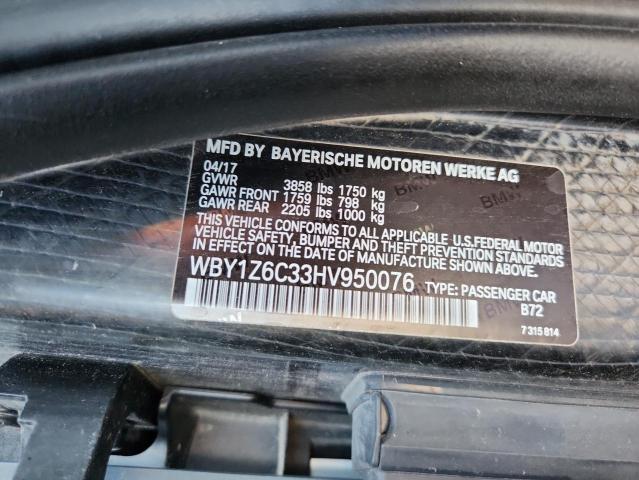 MFD BY BAYERISCHE MOTOREN WERKE AG
04/17
GVWR 3858 lbs 1750 kg
GAWR FRONT 1759 lbs 798 kg
GAWR REAR 2205 lbs 1000 kg
THIS VEHICLE CONFORMS TO ALL APPLICABLE U.S.FEDERAL MOTOR
VEHICLE SAFETY, BUMPER AND THEFT PREVENTION STANDARDS
IN EFFECT ON THE DATE OF MANUFACTURE SHOWN ABOVE.
WBY1Z6C33HV950076 TYPE: PASSENGER CAR
B72
7 315 814